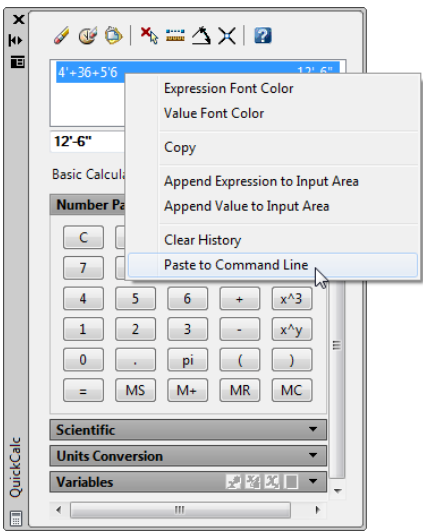 4'+36+5'6 12'-6"
12'-6"
Expression Font Color
Value Font Color
Copy
Append Expression to Input Area
Append Value to Input Area
Clear History
Paste to Command Line
Basic Calcu
Number Pa
C
7
4 5 6 + x^3
1 2 3 - x^y
0 . pi ( )
= MS M+ MR MC
Scientific
Units Conversion
Variables
QuickCalc